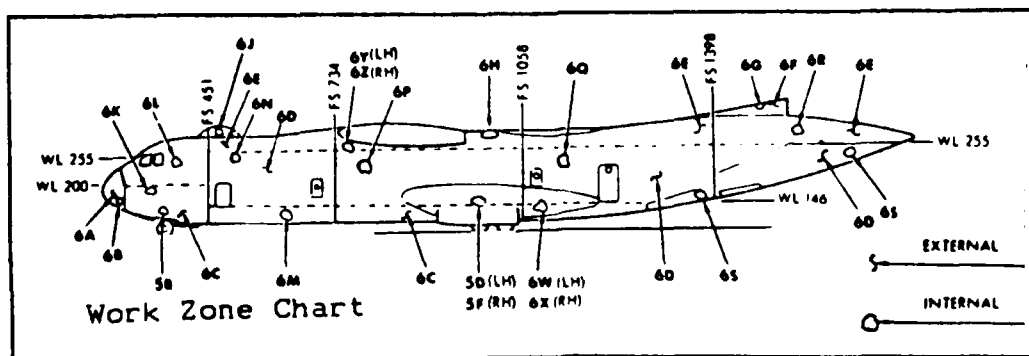 6J
6Y(LH)
6Z(RH)
6H
FS 1058
6Q
6E
FS 1398
6G
6F
6R
6E
6K
6L
FS 451
6E
6N
6D
FS 734
6P
WL 255
WL 255
WL 200
WL 146
6A
6B
6C
6M
6C
5D(LH)
5F(RH)
6W(LH)
6X(RH)
6D
6S
6D
6S
EXTERNAL
INTERNAL
Work Zone Chart